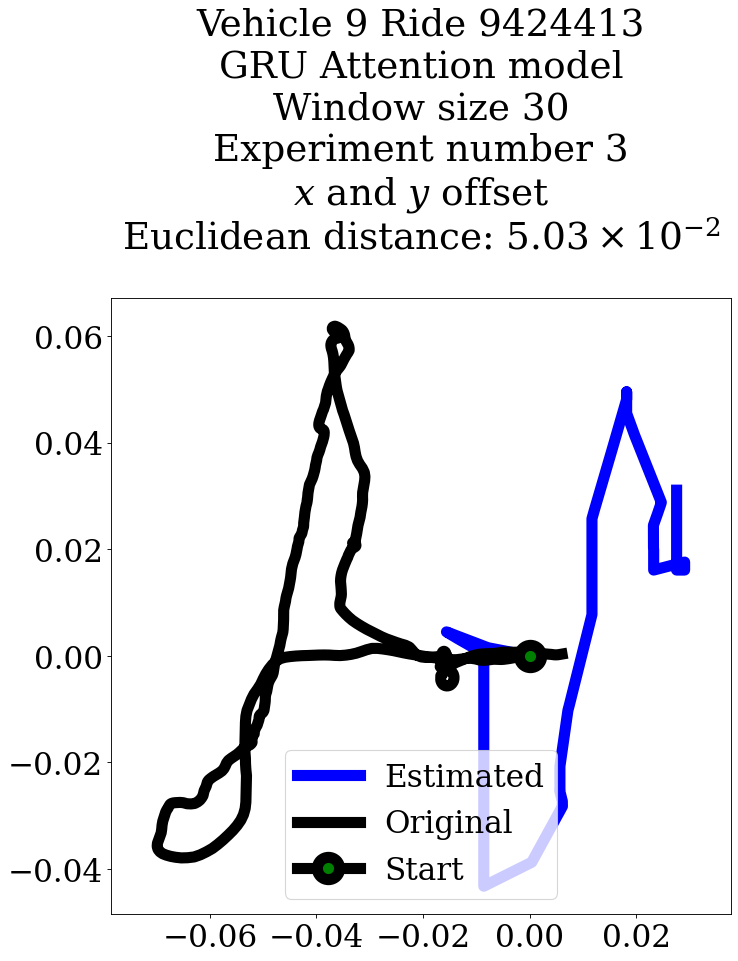 Vehicle 9 Ride 9424413
GRU Attention model
Window size 30
Experiment number 3
x and y offset
Euclidean distance: 5.03 × 10⁻²
0.06
0.04
0.02
0.00
−0.02
−0.04
Estimated
Original
Start
−0.06 −0.04 −0.02 0.00 0.02